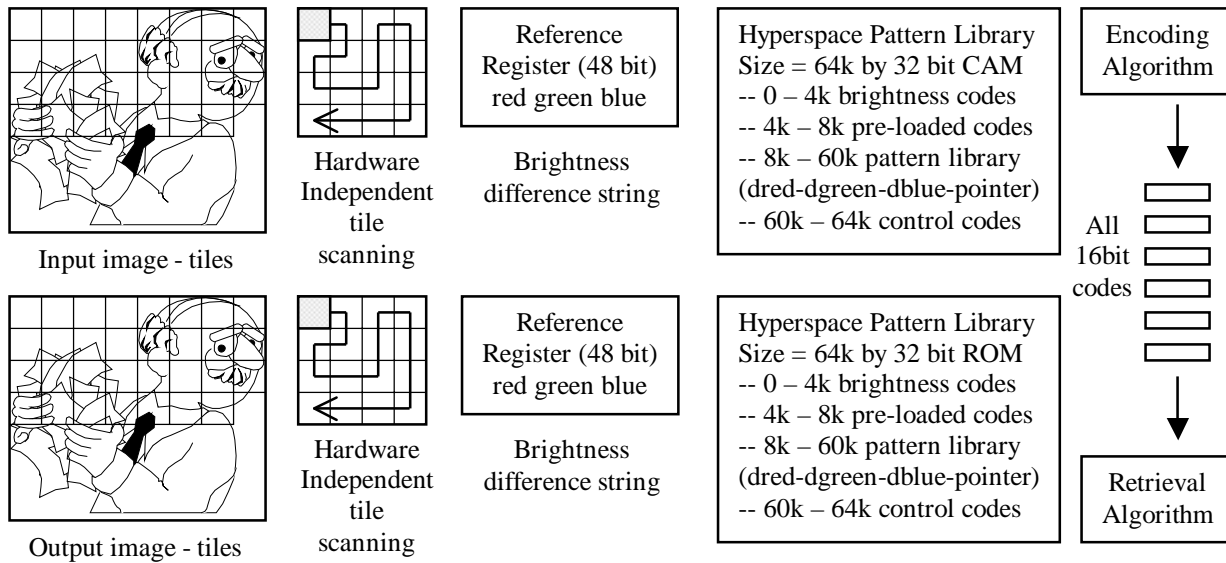 Reference
Register (48 bit)
red green blue
Hyperspace Pattern Library
Size = 64k by 32 bit CAM
-- 0 – 4k brightness codes
-- 4k – 8k pre-loaded codes
-- 8k – 60k pattern library
(dred-dgreen-dblue-pointer)
-- 60k – 64k control codes
Encoding
Algorithm
Input image - tiles
Hardware
Independent
tile
scanning
Brightness
difference string
All
16bit
codes
Reference
Register (48 bit)
red green blue
Hyperspace Pattern Library
Size = 64k by 32 bit ROM
-- 0 – 4k brightness codes
-- 4k – 8k pre-loaded codes
-- 8k – 60k pattern library
(dred-dgreen-dblue-pointer)
-- 60k – 64k control codes
Retrieval
Algorithm
Output image - tiles
Hardware
Independent
tile
scanning
Brightness
difference string